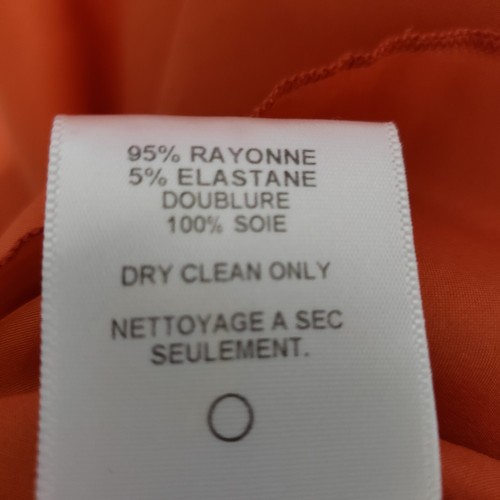 95% RAYONNE
5% ELASTANE
DOUBLURE
100% SOIE
DRY CLEAN ONLY
NETTOYAGE A SEC
SEULEMENT.